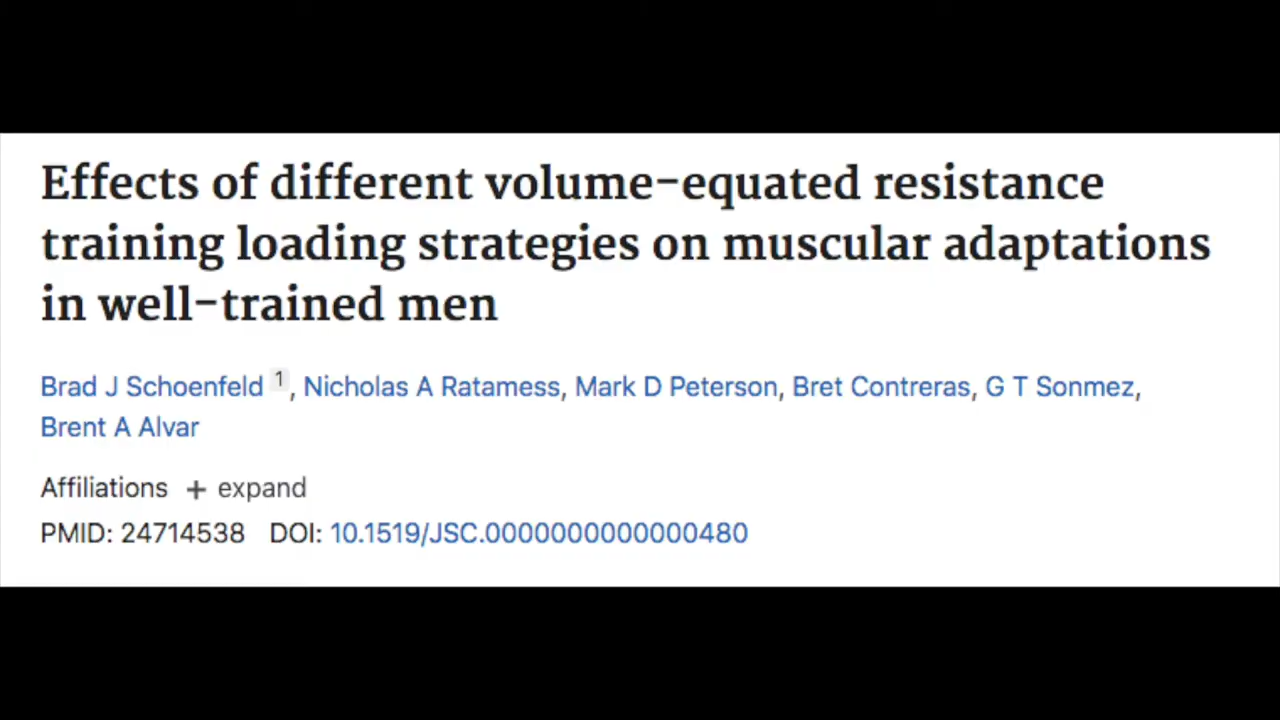 Effects of different volume-equated resistance
training loading strategies on muscular adaptations
in well-trained men
Brad J Schoenfeld 1, Nicholas A Ratamess, Mark D Peterson, Bret Contreras, G T Sonmez,
Brent A Alvar
Affiliations + expand
PMID: 24714538 DOI: 10.1519/JSC.0000000000000480